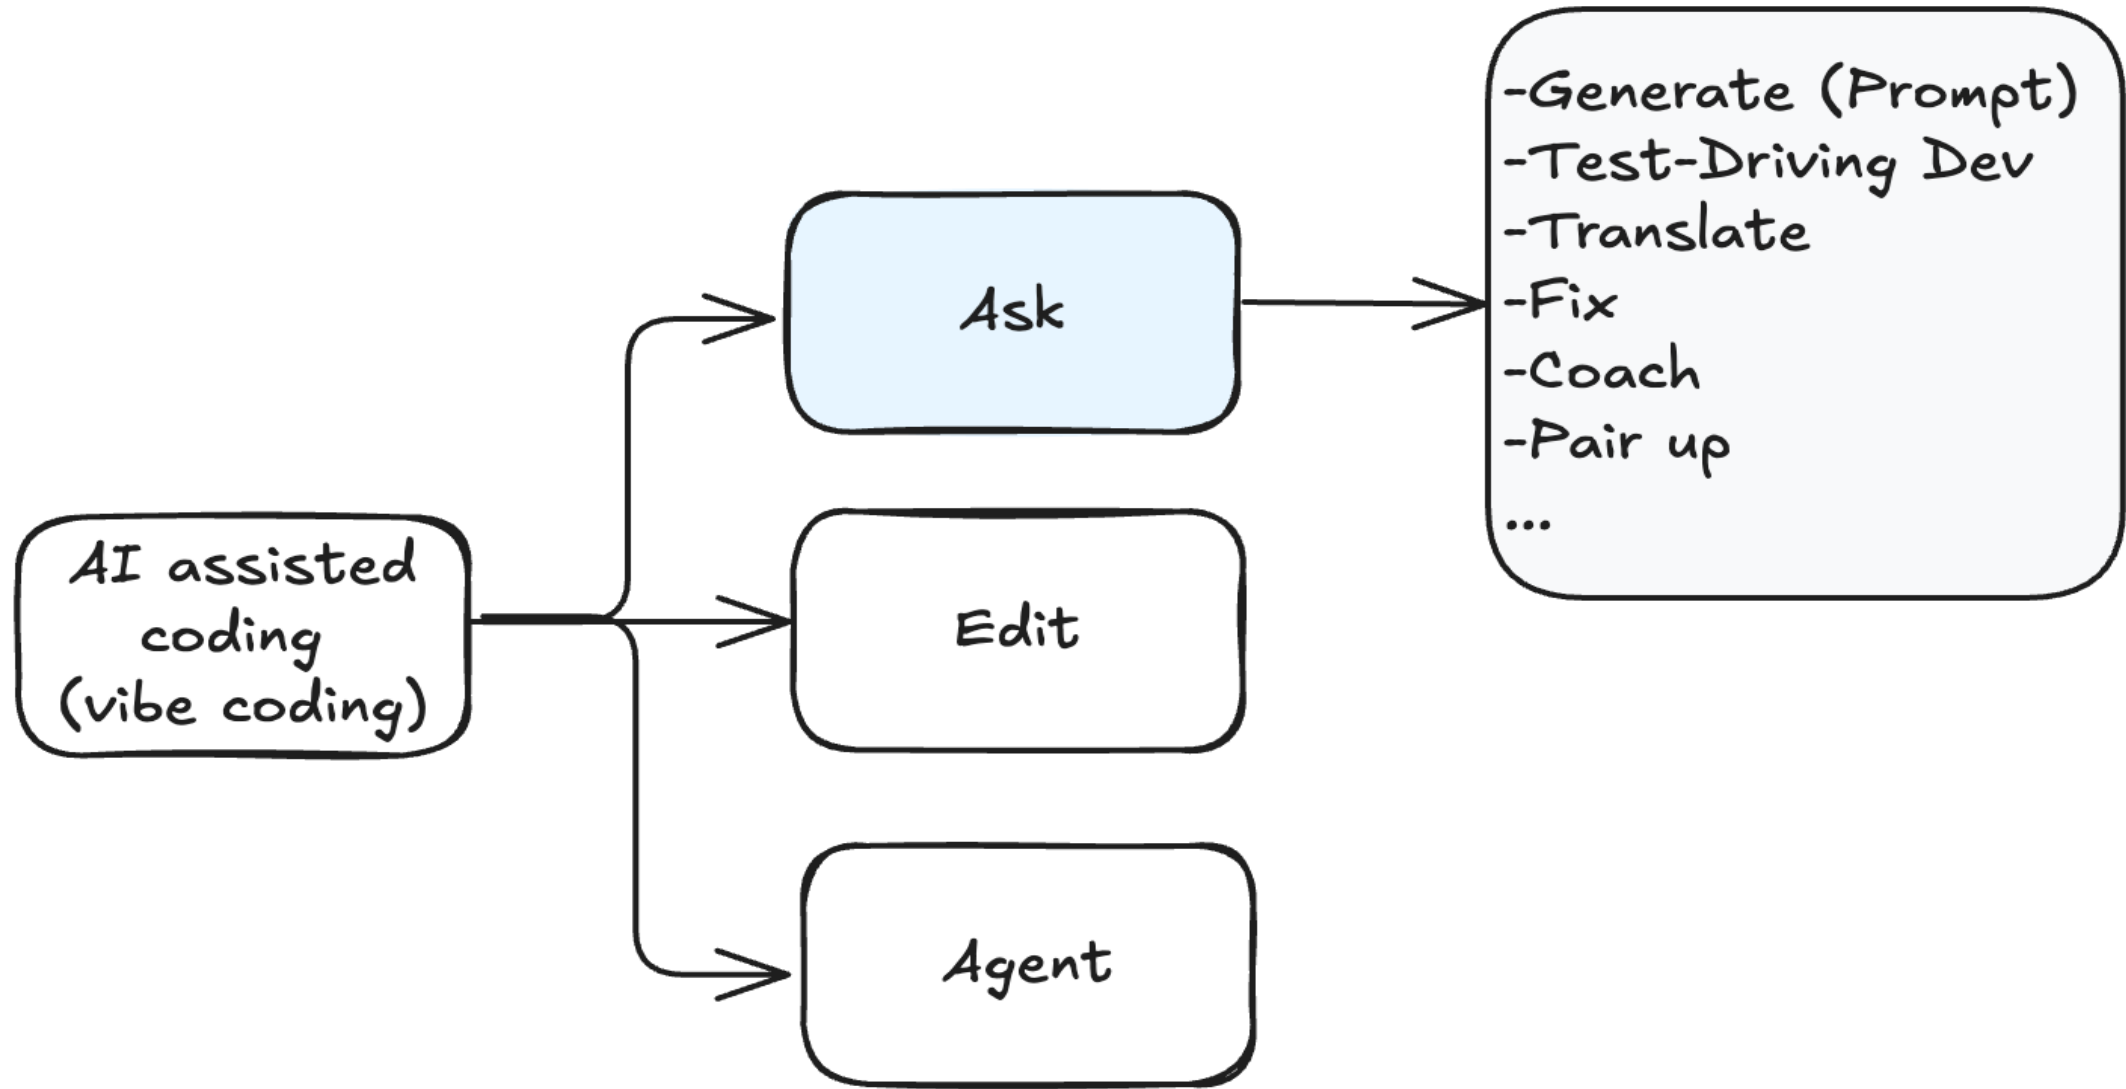 AI assisted
coding
(vibe coding)
Ask
Edit
Agent
-Generate (Prompt)
-Test-Driving Dev
-Translate
-Fix
-Coach
-Pair up
...